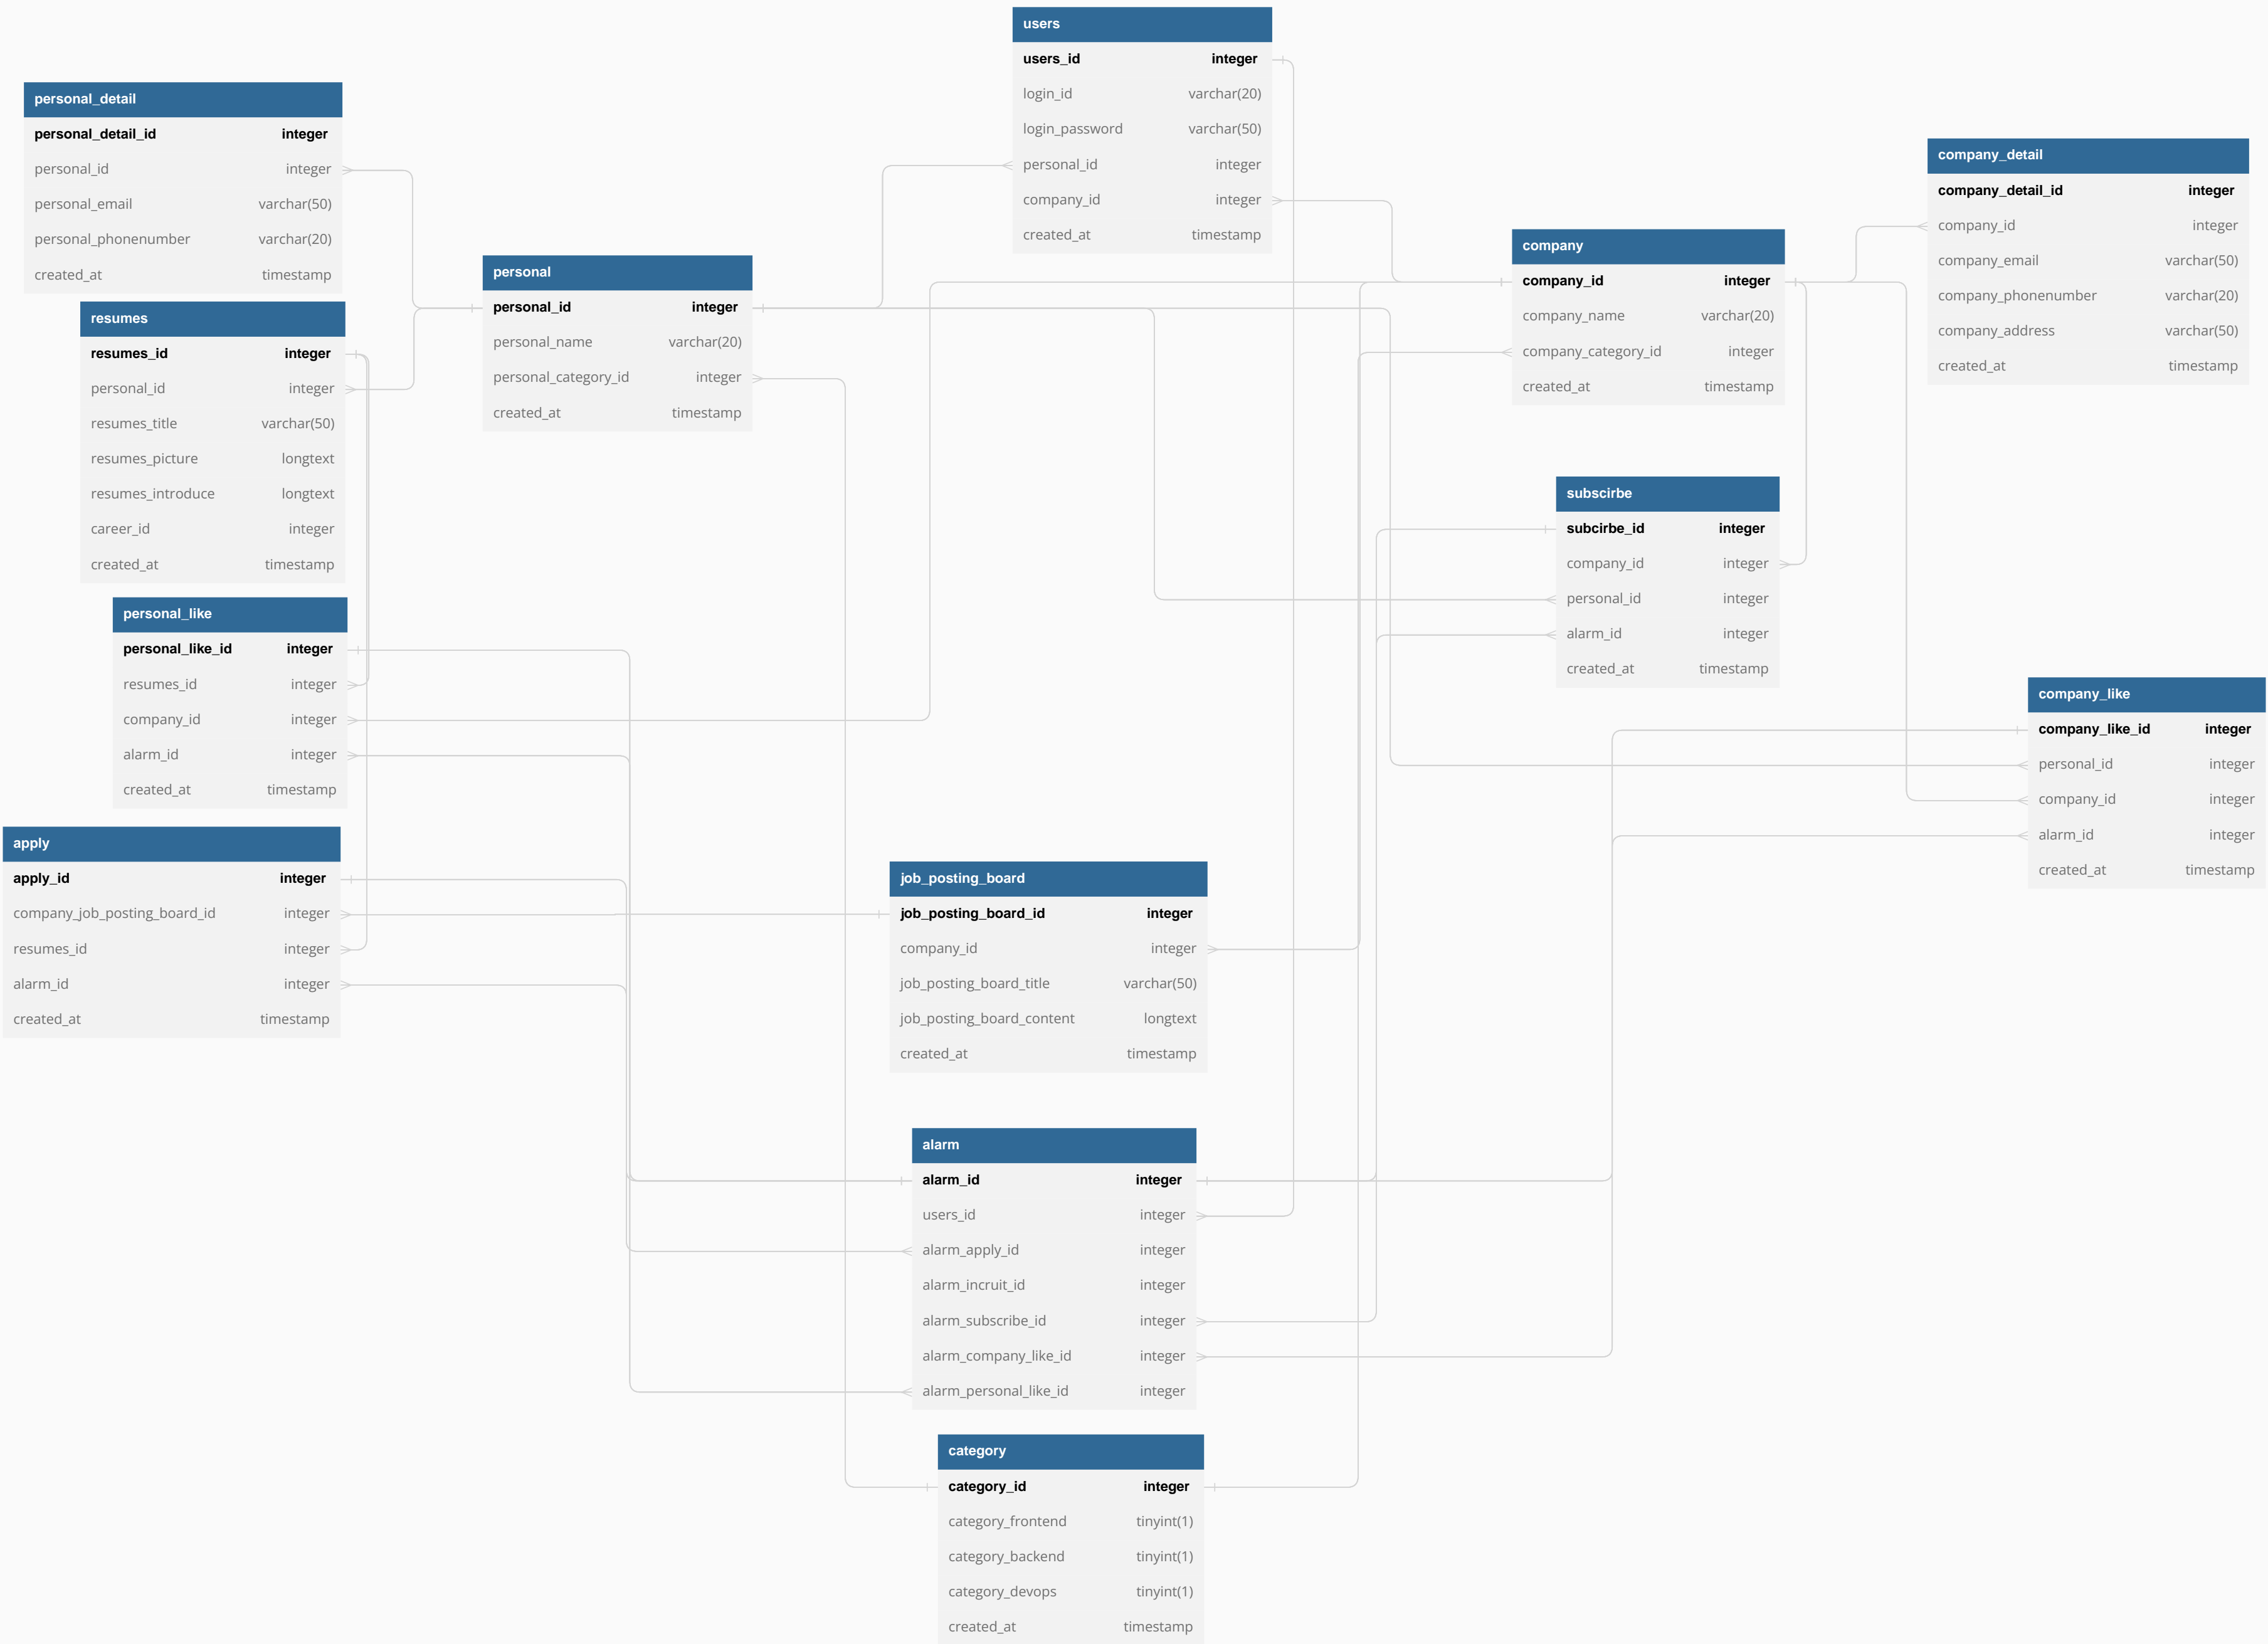 users
users_id integer
login_id varchar(20)
login_password varchar(50)
personal_id integer
company_id integer
created_at timestamp
personal_detail
personal_detail_id integer
personal_id integer
personal_email varchar(50)
personal_phonenumber varchar(20)
created_at timestamp
company_detail
company_detail_id integer
company_id integer
company_email varchar(50)
company_phonenumber varchar(20)
company_address varchar(50)
created_at timestamp
company
company_id integer
company_name varchar(20)
company_category_id integer
created_at timestamp
personal
personal_id integer
personal_name varchar(20)
personal_category_id integer
created_at timestamp
resumes
resumes_id integer
personal_id integer
resumes_title varchar(50)
resumes_picture longtext
resumes_introduce longtext
career_id integer
created_at timestamp
subscirbe
subcirbe_id integer
company_id integer
personal_id integer
alarm_id integer
created_at timestamp
personal_like
personal_like_id integer
resumes_id integer
company_id integer
alarm_id integer
created_at timestamp
company_like
company_like_id integer
personal_id integer
company_id integer
alarm_id integer
created_at timestamp
apply
apply_id integer
company_job_posting_board_id integer
resumes_id integer
alarm_id integer
created_at timestamp
job_posting_board
job_posting_board_id integer
company_id integer
job_posting_board_title varchar(50)
job_posting_board_content longtext
created_at timestamp
alarm
alarm_id integer
users_id integer
alarm_apply_id integer
alarm_incruit_id integer
alarm_subscribe_id integer
alarm_company_like_id integer
alarm_personal_like_id integer
category
category_id integer
category_frontend tinyint(1)
category_backend tinyint(1)
category_devops tinyint(1)
created_at timestamp